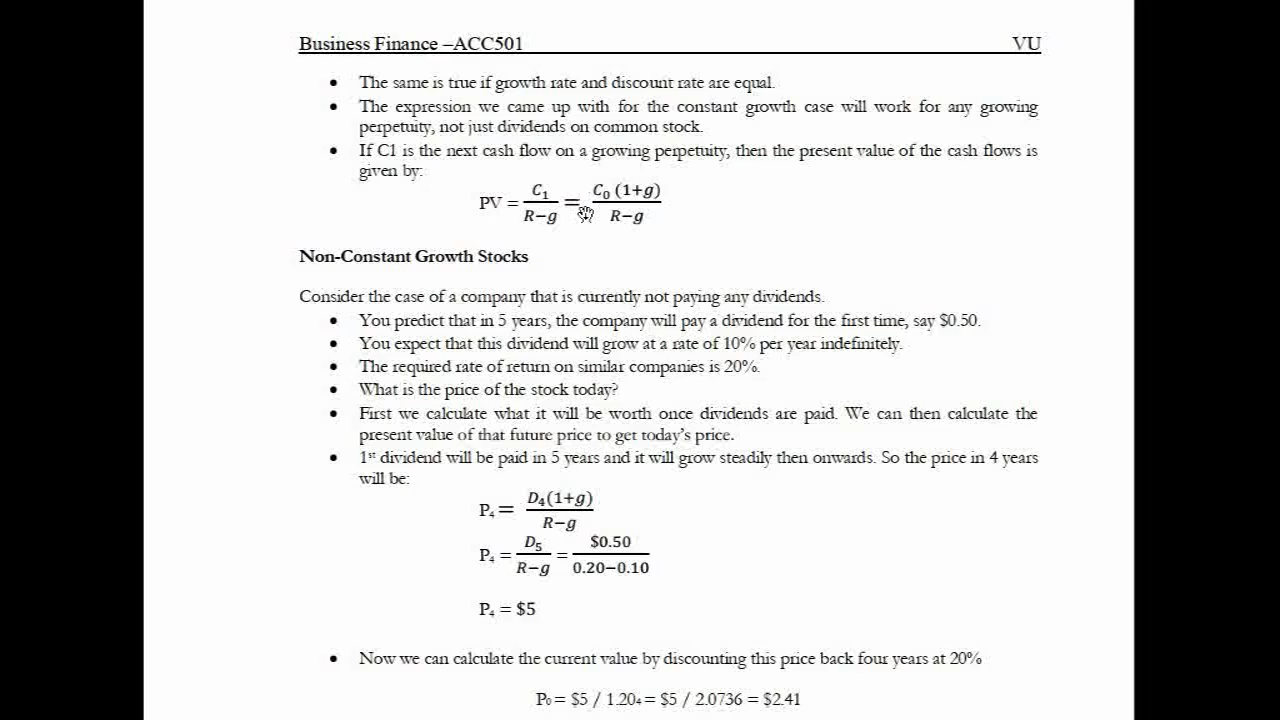 Business Finance –ACC501 VU
• The same is true if growth rate and discount rate are equal.
• The expression we came up with for the constant growth case will work for any growing
perpetuity, not just dividends on common stock.
• If C1 is the next cash flow on a growing perpetuity, then the present value of the cash flows is
given by:
PV = C₁ / R−g = C₀ (1+g) / R−g
Non-Constant Growth Stocks
Consider the case of a company that is currently not paying any dividends.
• You predict that in 5 years, the company will pay a dividend for the first time, say $0.50.
• You expect that this dividend will grow at a rate of 10% per year indefinitely.
• The required rate of return on similar companies is 20%.
• What is the price of the stock today?
• First we calculate what it will be worth once dividends are paid. We can then calculate the
present value of that future price to get today's price.
• 1st dividend will be paid in 5 years and it will grow steadily then onwards. So the price in 4 years
will be:
P₄ = D₄(1+g) / R−g
P₄ = D₅ / R−g = $0.50 / 0.20−0.10
P₄ = $5
• Now we can calculate the current value by discounting this price back four years at 20%
P₀ = $5 / 1.20₄ = $5 / 2.0736 = $2.41